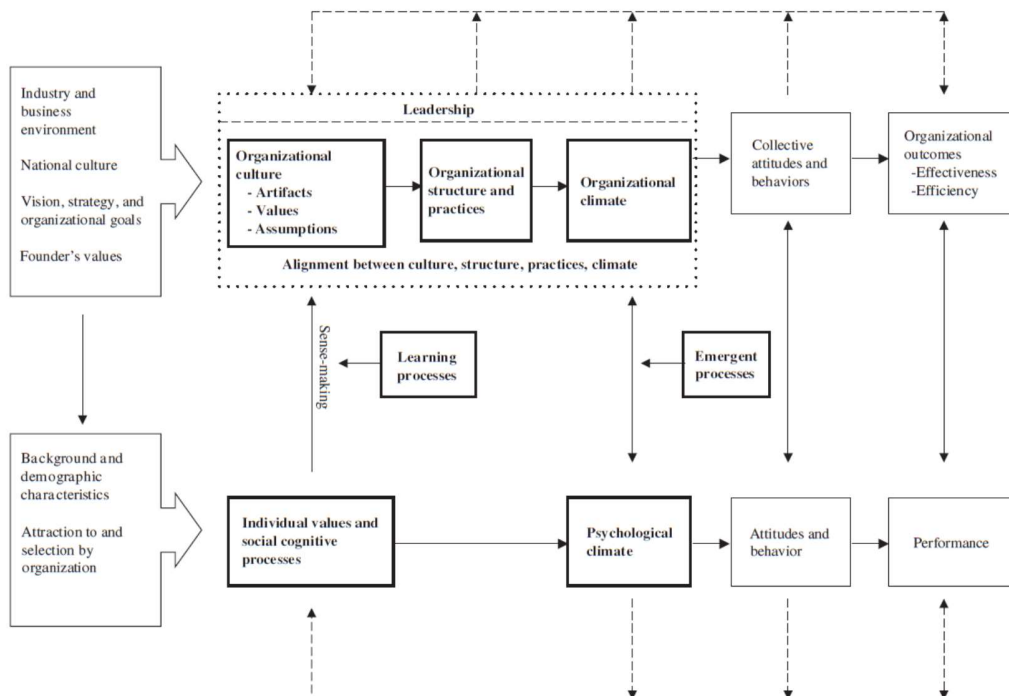 Industry and
business
environment
National culture
Vision, strategy, and
organizational goals
Founder's values
Leadership
Organizational
culture
- Artifacts
- Values
- Assumptions
Organizational
structure and
practices
Organizational
climate
Alignment between culture, structure, practices, climate
Collective
attitudes and
behaviors
Organizational
outcomes
-Effectiveness
-Efficiency
Sense-making
Learning
processes
Emergent
processes
Background and
demographic
characteristics
Attraction to and
selection by
organization
Individual values and
social cognitive
processes
Psychological
climate
Attitudes and
behavior
Performance